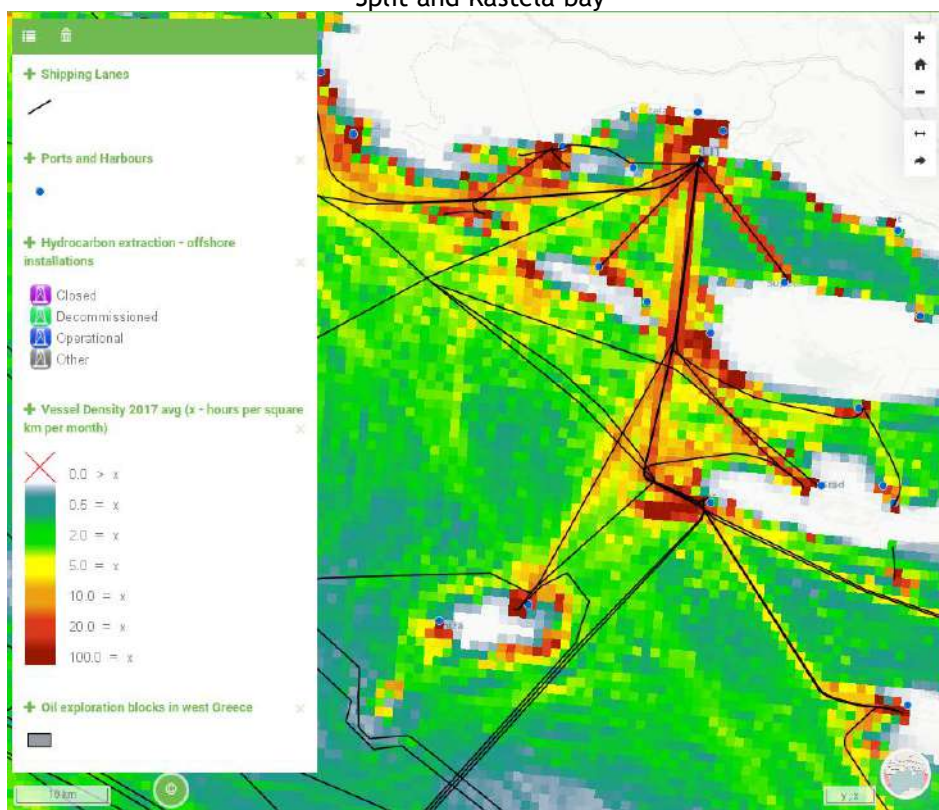 Split and Kaštela bay
Shipping Lanes
Ports and Harbours
Hydrocarbon extraction - offshore
installations
Closed
Decommissioned
Operational
Other
Vessel Density 2017 avg (x - hours per square
km per month)
0.0 > x
0.5 = x
2.0 = x
5.0 = x
10.0 = x
20.0 = x
100.0 = x
Oil exploration blocks in west Greece
10 km
y ; x